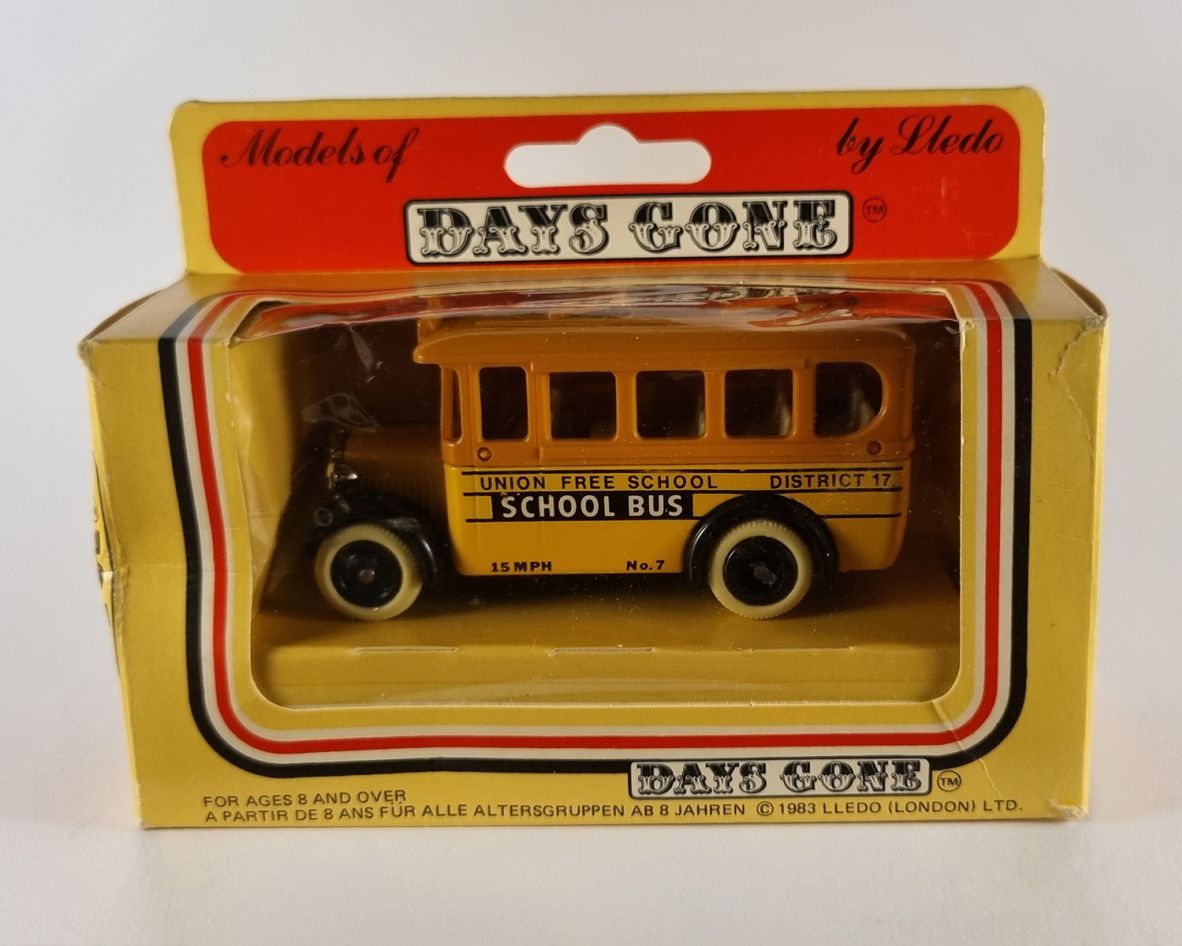 Models of
by Lledo
DAYS GONE TM
UNION FREE SCHOOL DISTRICT 17.
SCHOOL BUS
15 MPH No. 7
DAYS GONE TM
FOR AGES 8 AND OVER
A PARTIR DE 8 ANS FÜR ALLE ALTERSGRUPPEN AB 8 JAHREN © 1983 LLEDO (LONDON) LTD.